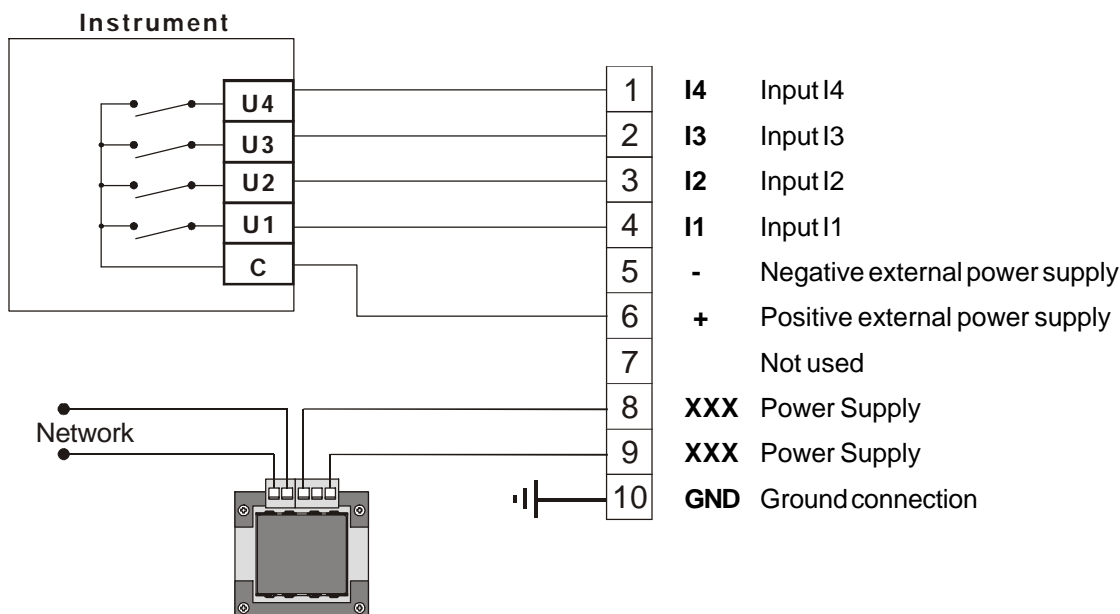 Instrument
U4
U3
U2
U1
C
1 I4 Input I4
2 I3 Input I3
3 I2 Input I2
4 I1 Input I1
5 - Negative external power supply
6 + Positive external power supply
7 Not used
8 XXX Power Supply
9 XXX Power Supply
10 GND Ground connection
Network